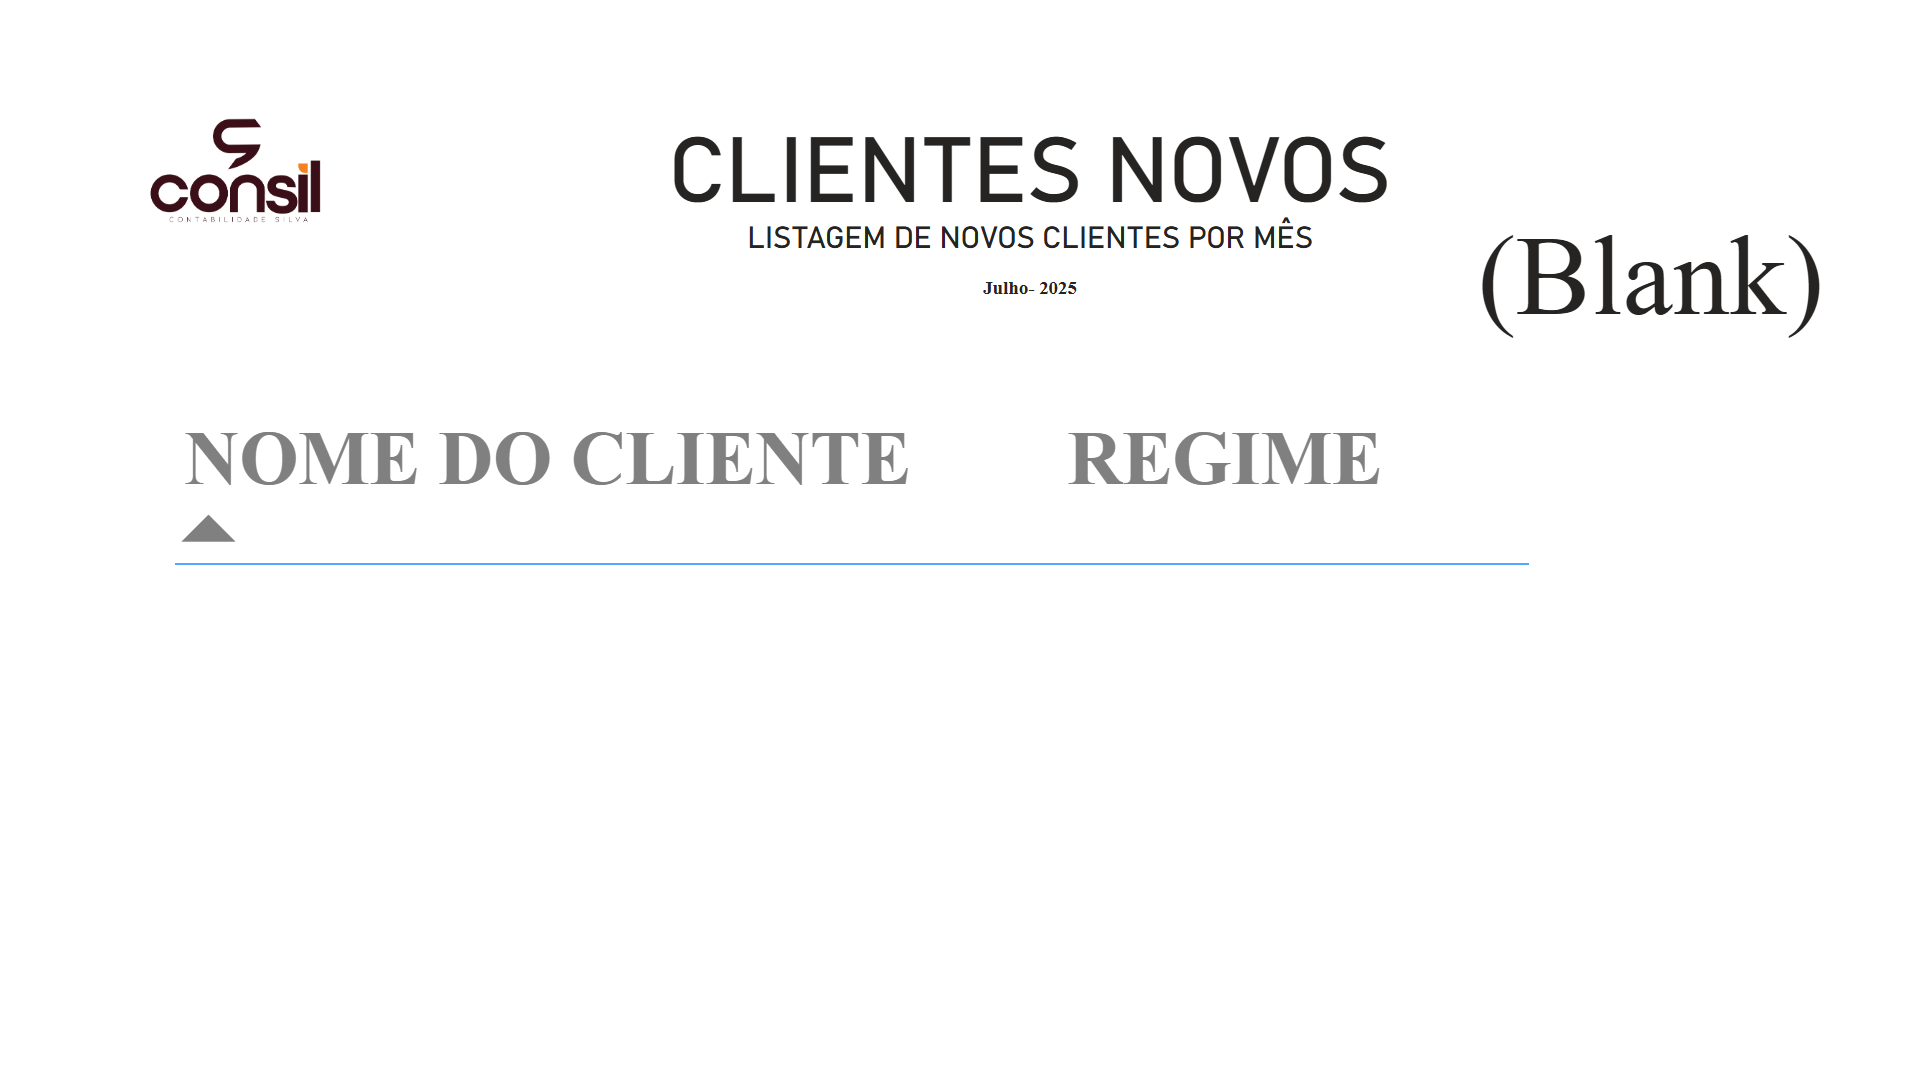 consil
CONTABILIDADE SILVA
CLIENTES NOVOS
LISTAGEM DE NOVOS CLIENTES POR MÊS
Julho- 2025
(Blank)
NOME DO CLIENTE REGIME